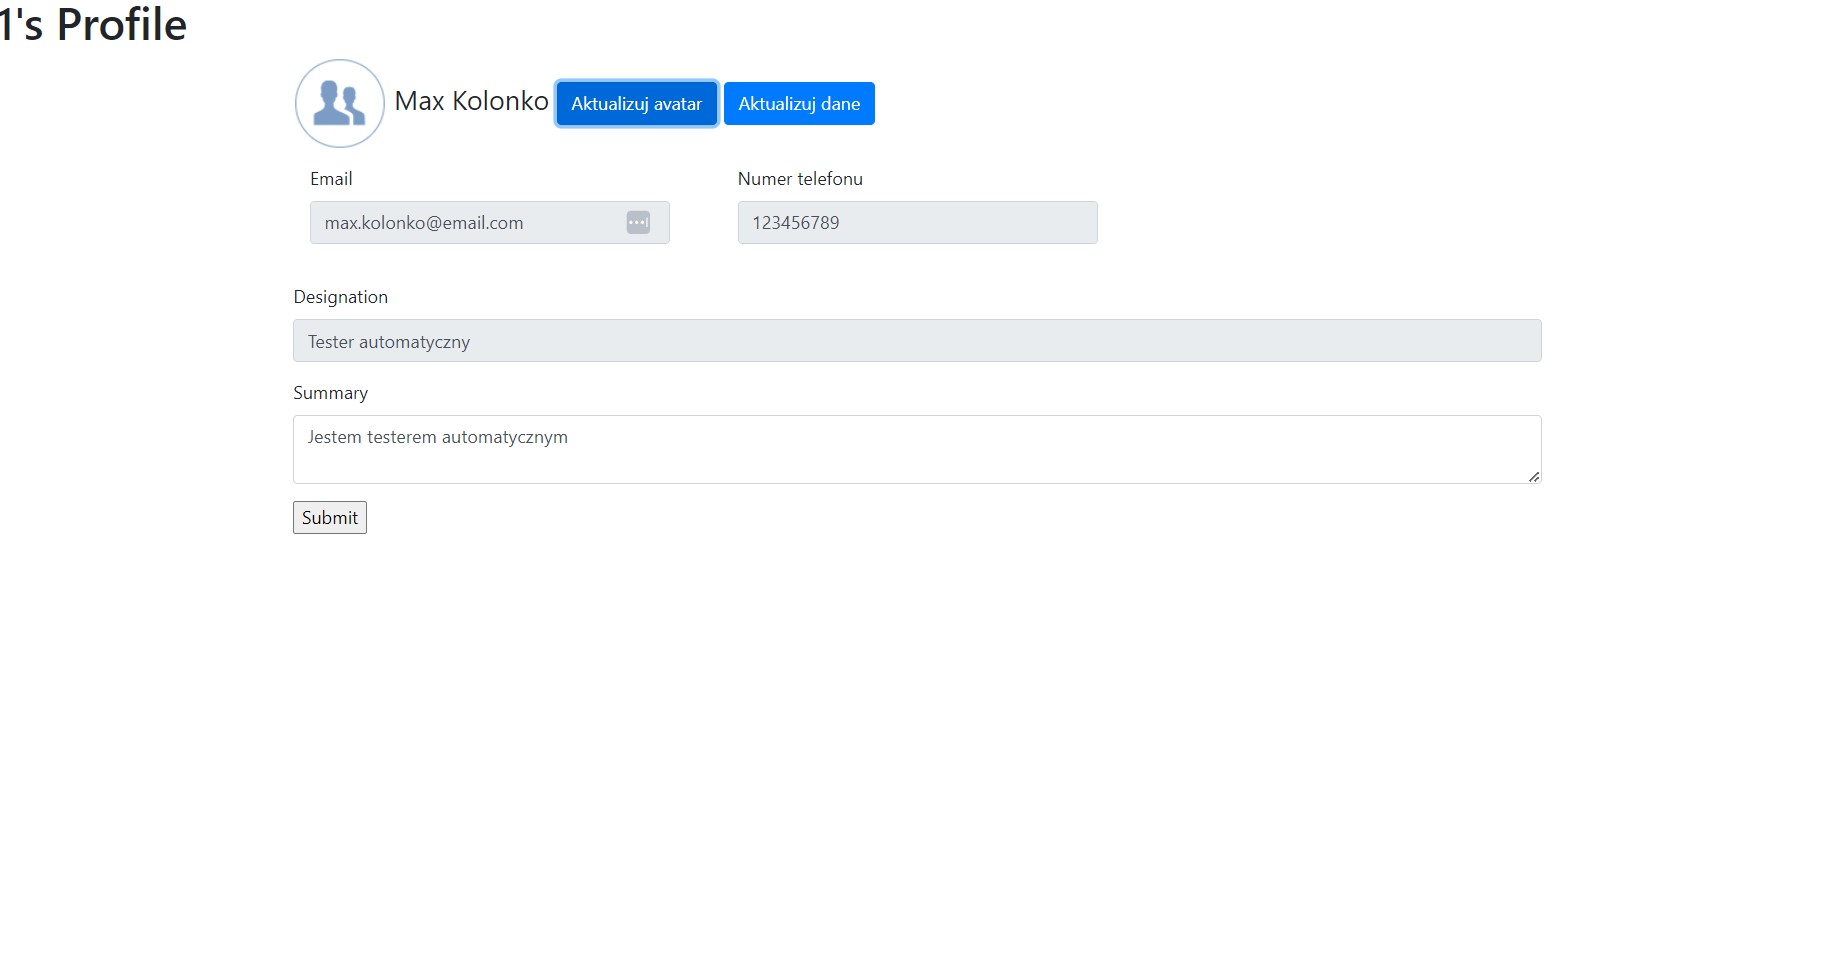 1's Profile
Max Kolonko Aktualizuj avatar Aktualizuj dane
Email Numer telefonu
max.kolonko@email.com 123456789
Designation
Tester automatyczny
Summary
Jestem testerem automatycznym
Submit